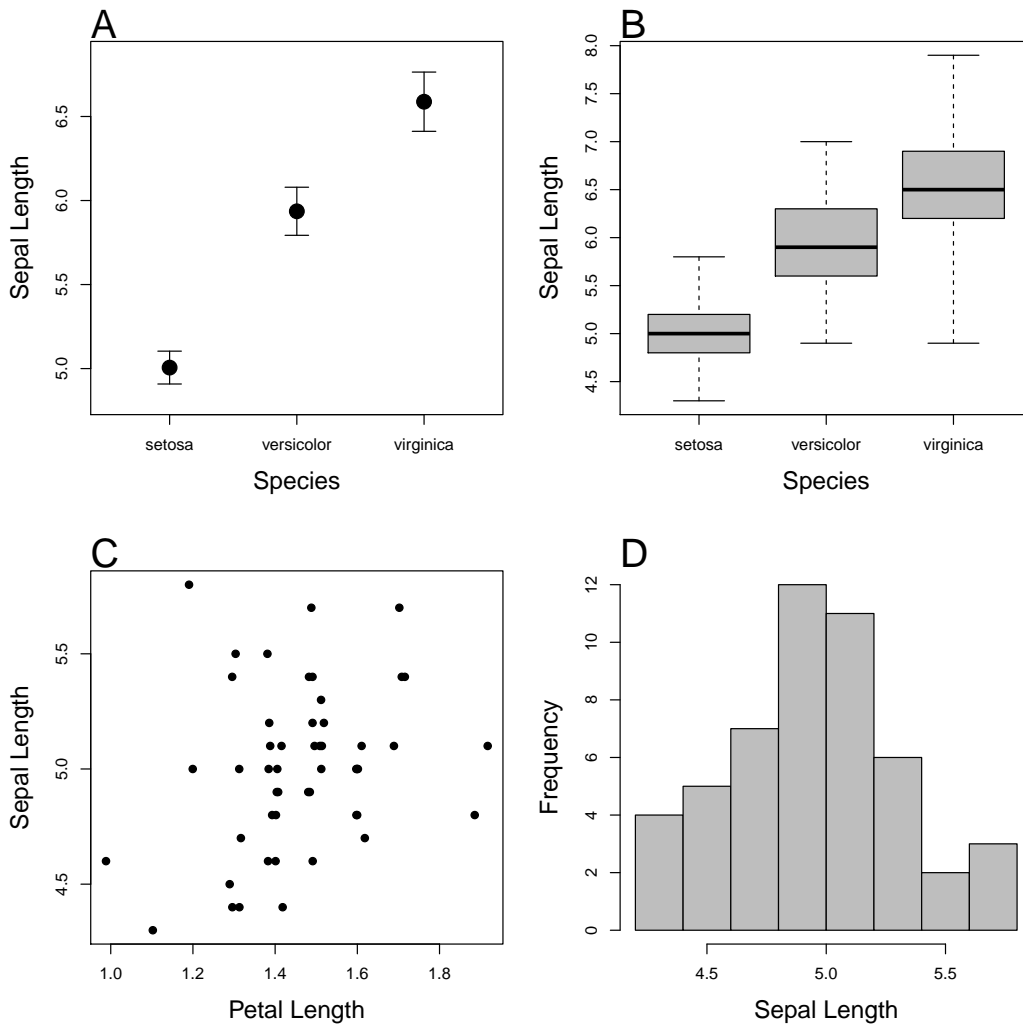 A
Sepal Length
6.5
6.0
5.5
5.0
setosa versicolor virginica
Species
B
Sepal Length
8.0
7.5
7.0
6.5
6.0
5.5
5.0
4.5
setosa versicolor virginica
Species
C
Sepal Length
5.5
5.0
4.5
1.0 1.2 1.4 1.6 1.8
Petal Length
D
Frequency
12
10
8
6
4
2
0
4.5 5.0 5.5
Sepal Length